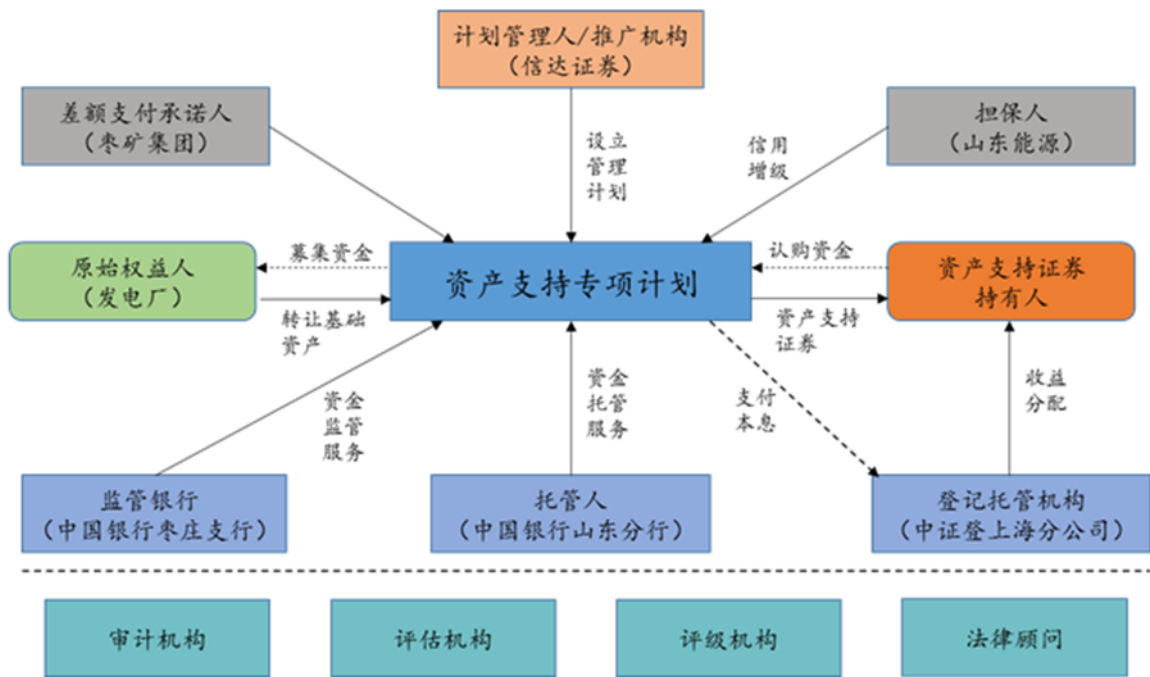 计划管理人/推广机构
（信达证券）
差额支付承诺人
（枣矿集团）
担保人
（山东能源）
设立
管理
计划
信用
增级
原始权益人
（发电厂）
募集资金
转让基础
资产
资产支持专项计划
认购资金
资产支持
证券
资产支持证券
持有人
资金
监管
服务
资金
托管
服务
支付
本息
收益
分配
监管银行
（中国银行枣庄支行）
托管人
（中国银行山东分行）
登记托管机构
（中证登上海分公司）
审计机构
评估机构
评级机构
法律顾问